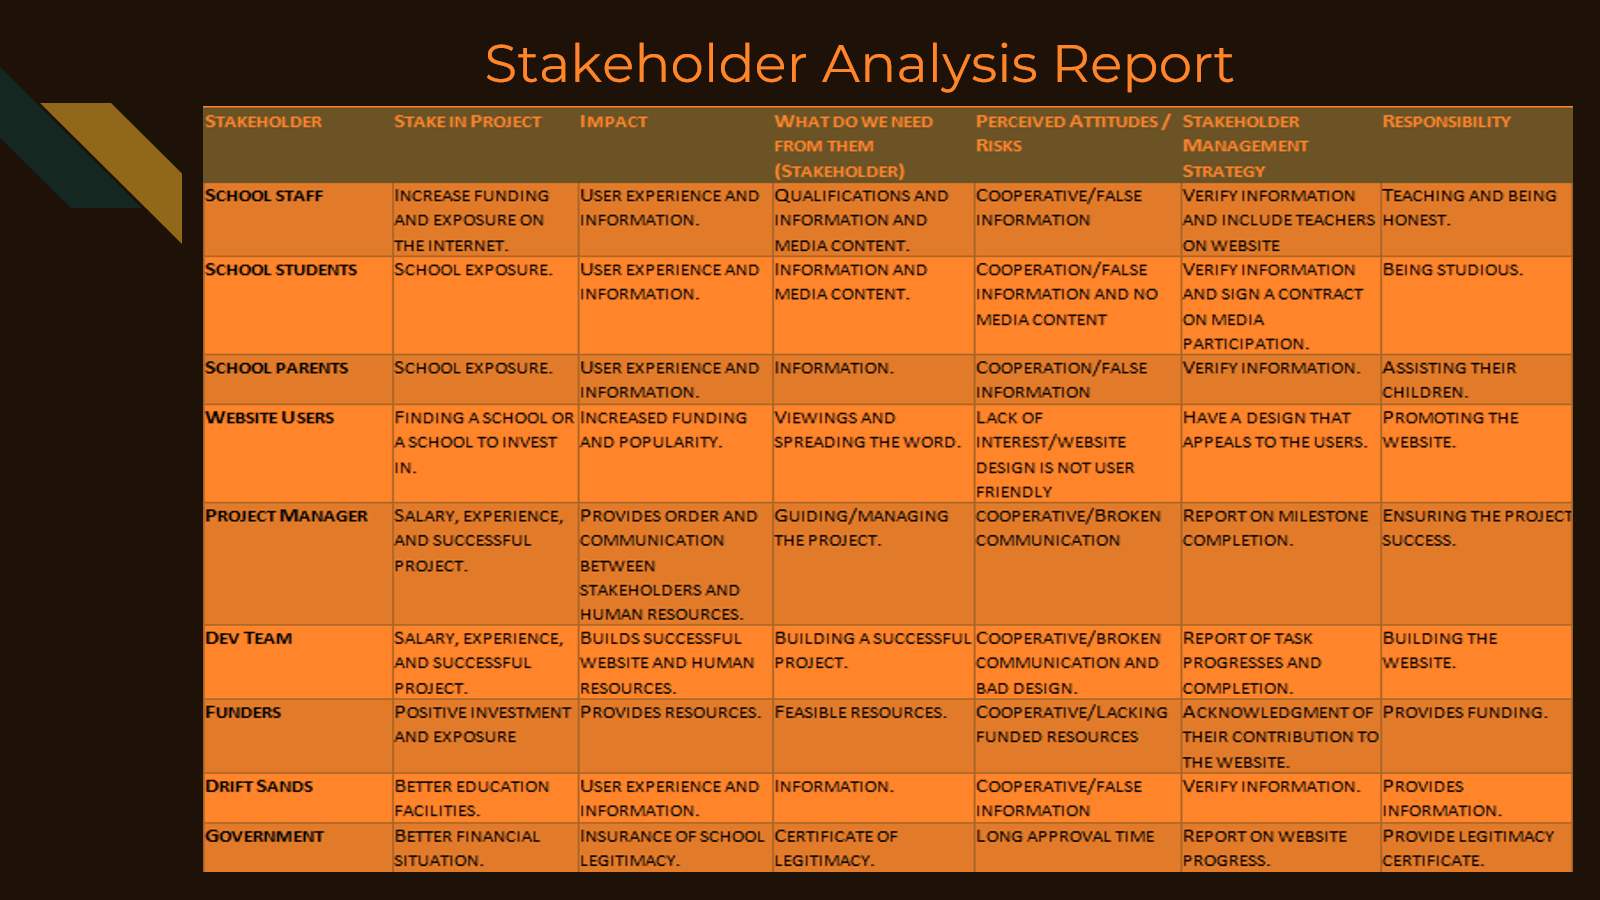 Stakeholder Analysis Report
STAKEHOLDER
STAKE IN PROJECT
IMPACT
WHAT DO WE NEED
FROM THEM
(STAKEHOLDER)
PERCEIVED ATTITUDES /
RISKS
STAKEHOLDER
MANAGEMENT
STRATEGY
RESPONSIBILITY
SCHOOL STAFF
INCREASE FUNDING
AND EXPOSURE ON
THE INTERNET.
USER EXPERIENCE AND
INFORMATION.
QUALIFICATIONS AND
INFORMATION AND
MEDIA CONTENT.
COOPERATIVE/FALSE
INFORMATION
VERIFY INFORMATION
AND INCLUDE TEACHERS
ON WEBSITE
TEACHING AND BEING
HONEST.
SCHOOL STUDENTS
SCHOOL EXPOSURE.
USER EXPERIENCE AND
INFORMATION.
INFORMATION AND
MEDIA CONTENT.
COOPERATION/FALSE
INFORMATION AND NO
MEDIA CONTENT
VERIFY INFORMATION
AND SIGN A CONTRACT
ON MEDIA
PARTICIPATION.
BEING STUDIOUS.
SCHOOL PARENTS
SCHOOL EXPOSURE.
USER EXPERIENCE AND
INFORMATION.
INFORMATION.
COOPERATION/FALSE
INFORMATION
VERIFY INFORMATION.
ASSISTING THEIR
CHILDREN.
WEBSITE USERS
FINDING A SCHOOL OR
A SCHOOL TO INVEST
IN.
INCREASED FUNDING
AND POPULARITY.
VIEWINGS AND
SPREADING THE WORD.
LACK OF
INTEREST/WEBSITE
DESIGN IS NOT USER
FRIENDLY
HAVE A DESIGN THAT
APPEALS TO THE USERS.
PROMOTING THE
WEBSITE.
PROJECT MANAGER
SALARY, EXPERIENCE,
AND SUCCESSFUL
PROJECT.
PROVIDES ORDER AND
COMMUNICATION
BETWEEN
STAKEHOLDERS AND
HUMAN RESOURCES.
GUIDING/MANAGING
THE PROJECT.
COOPERATIVE/BROKEN
COMMUNICATION
REPORT ON MILESTONE
COMPLETION.
ENSURING THE PROJECT
SUCCESS.
DEV TEAM
SALARY, EXPERIENCE,
AND SUCCESSFUL
PROJECT.
BUILDS SUCCESSFUL
WEBSITE AND HUMAN
RESOURCES.
BUILDING A SUCCESSFUL
PROJECT.
COOPERATIVE/BROKEN
COMMUNICATION AND
BAD DESIGN.
REPORT OF TASK
PROGRESSES AND
COMPLETION.
BUILDING THE
WEBSITE.
FUNDERS
POSITIVE INVESTMENT
AND EXPOSURE
PROVIDES RESOURCES.
FEASIBLE RESOURCES.
COOPERATIVE/LACKING
FUNDED RESOURCES
ACKNOWLEDGMENT OF
THEIR CONTRIBUTION TO
THE WEBSITE.
PROVIDES FUNDING.
DRIFT SANDS
BETTER EDUCATION
FACILITIES.
USER EXPERIENCE AND
INFORMATION.
INFORMATION.
COOPERATIVE/FALSE
INFORMATION
VERIFY INFORMATION.
PROVIDES
INFORMATION.
GOVERNMENT
BETTER FINANCIAL
SITUATION.
INSURANCE OF SCHOOL
LEGITIMACY.
CERTIFICATE OF
LEGITIMACY.
LONG APPROVAL TIME
REPORT ON WEBSITE
PROGRESS.
PROVIDE LEGITIMACY
CERTIFICATE.